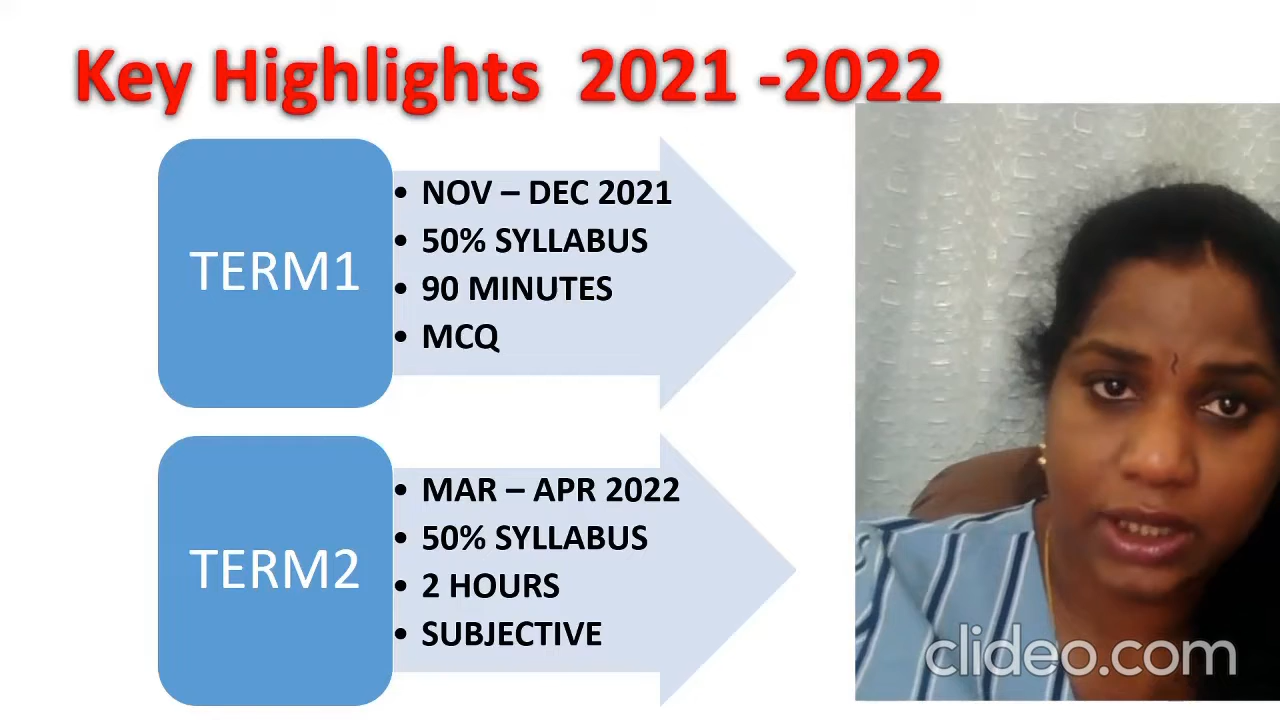 Key Highlights 2021 -2022
TERM1
• NOV – DEC 2021
• 50% SYLLABUS
• 90 MINUTES
• MCQ
TERM2
• MAR – APR 2022
• 50% SYLLABUS
• 2 HOURS
• SUBJECTIVE
clideo.com